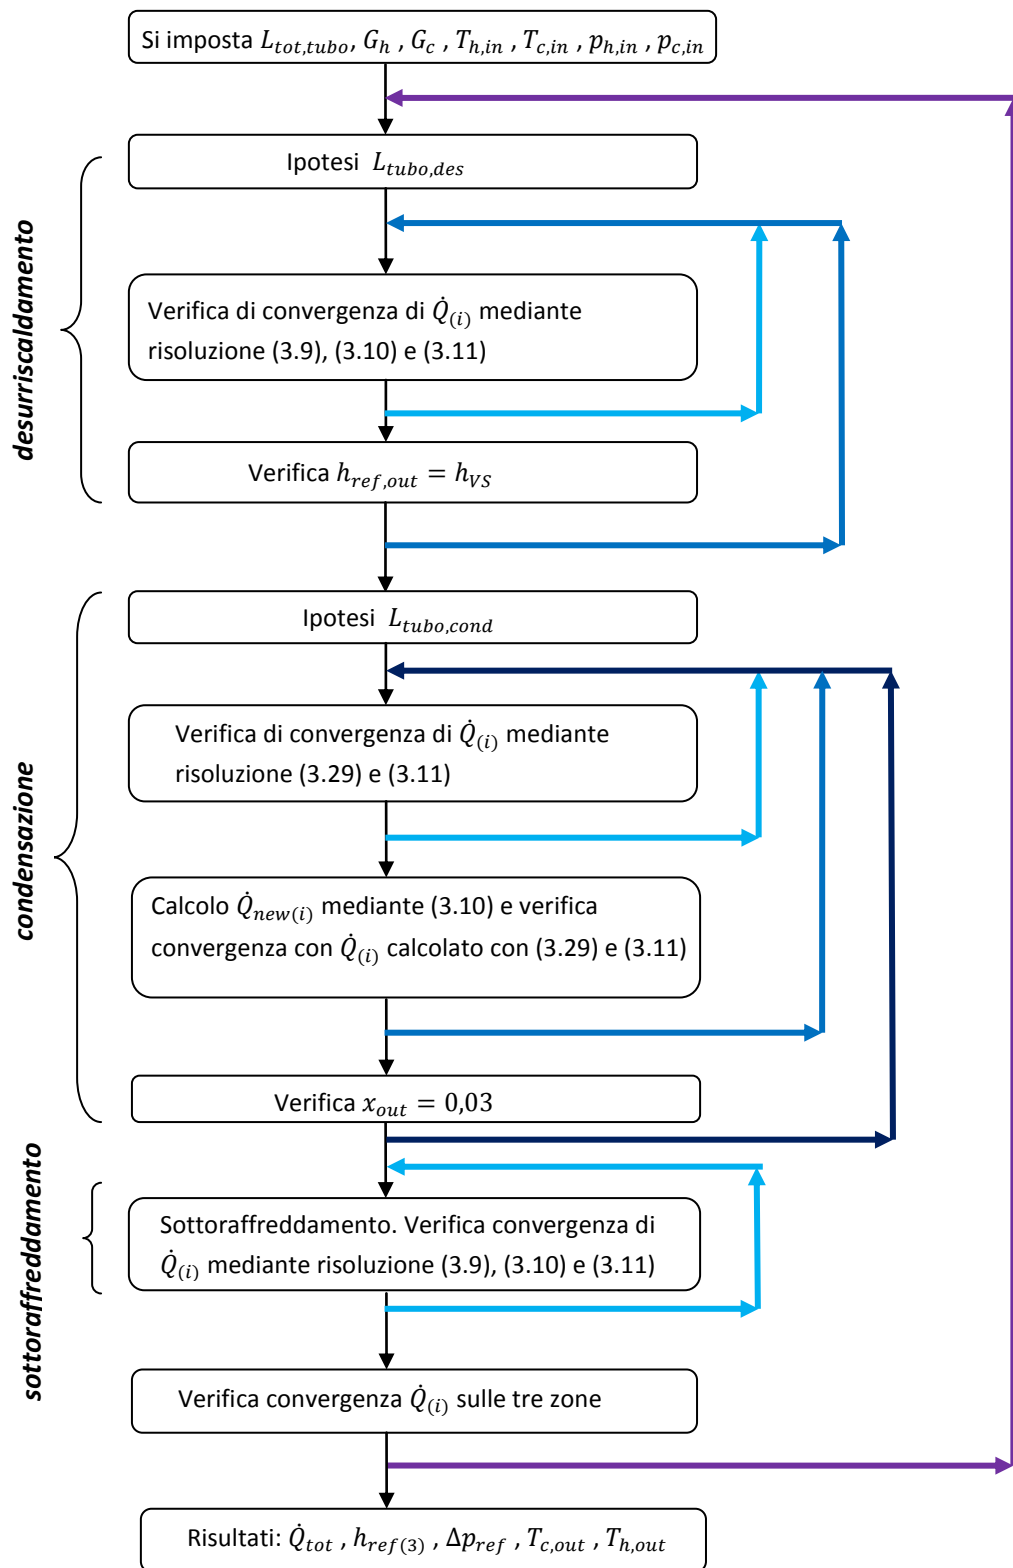 Si imposta L_{tot,tubo}, G_h , G_c , T_{h,in} , T_{c,in} , p_{h,in} , p_{c,in}
desurriscaldamento
Ipotesi L_{tubo,des}
Verifica di convergenza di Q̇_{(i)} mediante
risoluzione (3.9), (3.10) e (3.11)
Verifica h_{ref,out} = h_{VS}
condensazione
Ipotesi L_{tubo,cond}
Verifica di convergenza di Q̇_{(i)} mediante
risoluzione (3.29) e (3.11)
Calcolo Q̇_{new(i)} mediante (3.10) e verifica
convergenza con Q̇_{(i)} calcolato con (3.29) e (3.11)
Verifica x_{out} = 0,03
sottoraffreddamento
Sottoraffreddamento. Verifica convergenza di
Q̇_{(i)} mediante risoluzione (3.9), (3.10) e (3.11)
Verifica convergenza Q̇_{(i)} sulle tre zone
Risultati: Q̇_{tot} , h_{ref(3)} , Δp_{ref} , T_{c,out} , T_{h,out}